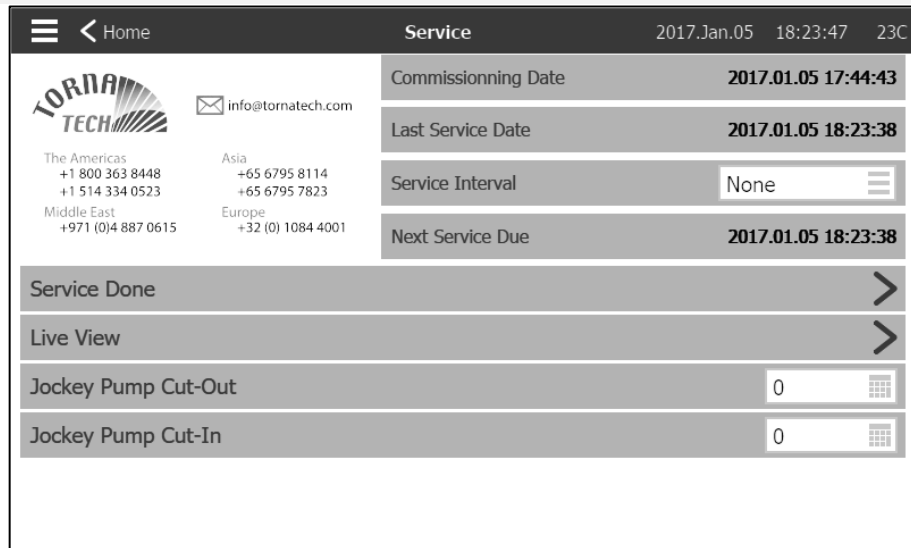 Home Service 2017.Jan.05 18:23:47 23C
TORNA
TECH
info@tornatech.com
The Americas
+1 800 363 8448
+1 514 334 0523
Asia
+65 6795 8114
+65 6795 7823
Middle East
+971 (0)4 887 0615
Europe
+32 (0) 1084 4001
Commissionning Date 2017.01.05 17:44:43
Last Service Date 2017.01.05 18:23:38
Service Interval None
Next Service Due 2017.01.05 18:23:38
Service Done
Live View
Jockey Pump Cut-Out 0
Jockey Pump Cut-In 0